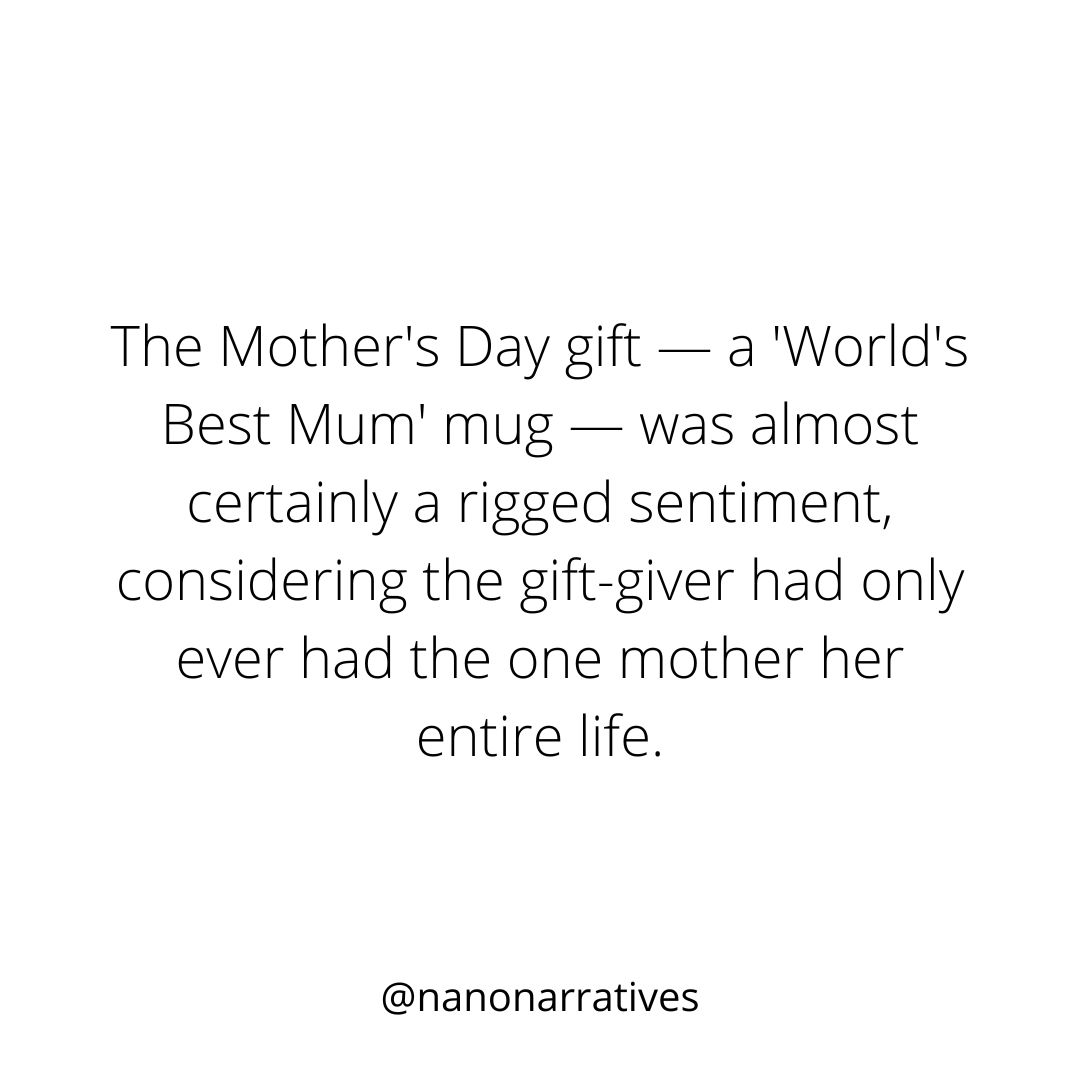 The Mother's Day gift — a 'World's
Best Mum' mug — was almost
certainly a rigged sentiment,
considering the gift-giver had only
ever had the one mother her
entire life.
@nanonarratives